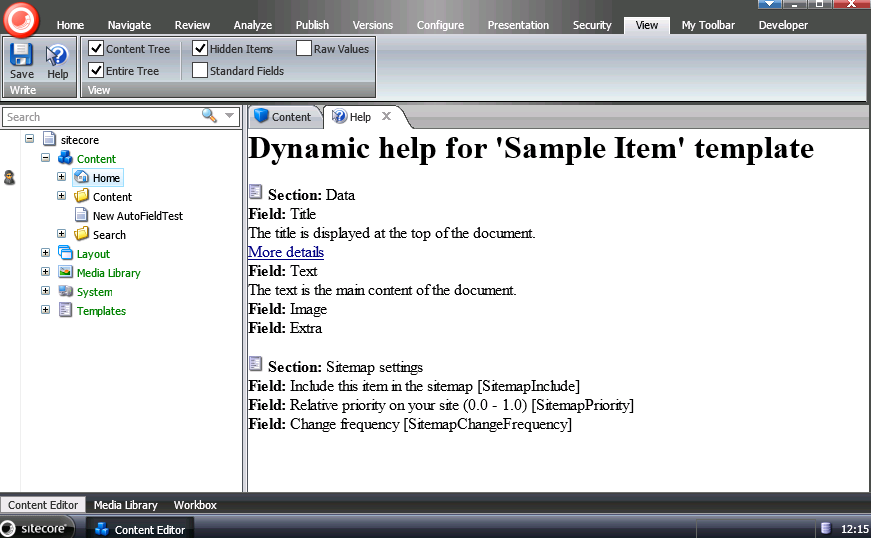 Home Navigate Review Analyze Publish Versions Configure Presentation Security View My Toolbar Developer
Content Tree Hidden Items Raw Values
Save Help Entire Tree Standard Fields
Write View
Search
Content Help
sitecore
Content
Home
Content
New AutoFieldTest
Search
Layout
Media Library
System
Templates
Dynamic help for 'Sample Item' template
Section: Data
Field: Title
The title is displayed at the top of the document.
More details
Field: Text
The text is the main content of the document.
Field: Image
Field: Extra
Section: Sitemap settings
Field: Include this item in the sitemap [SitemapInclude]
Field: Relative priority on your site (0.0 - 1.0) [SitemapPriority]
Field: Change frequency [SitemapChangeFrequency]
Content Editor Media Library Workbox
sitecore Content Editor 12:15